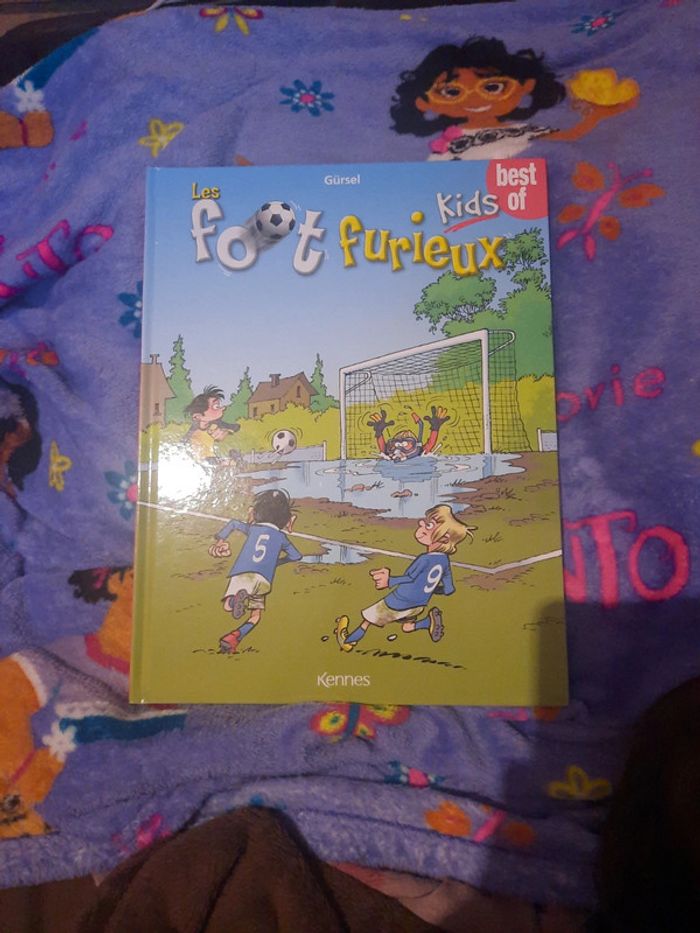 Gürsel
best
of
Les
foot furieux
Kids
5
9
Kennes